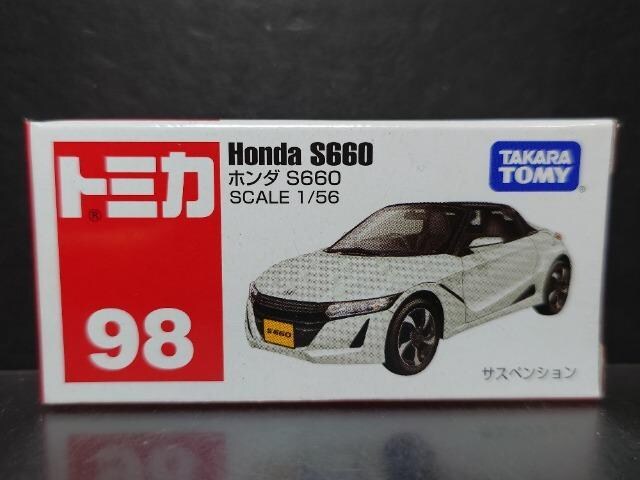 トミカ
®
98
Honda S660
ホンダ S660
SCALE 1/56
TAKARA
TOMY
®
S660
サスペンション